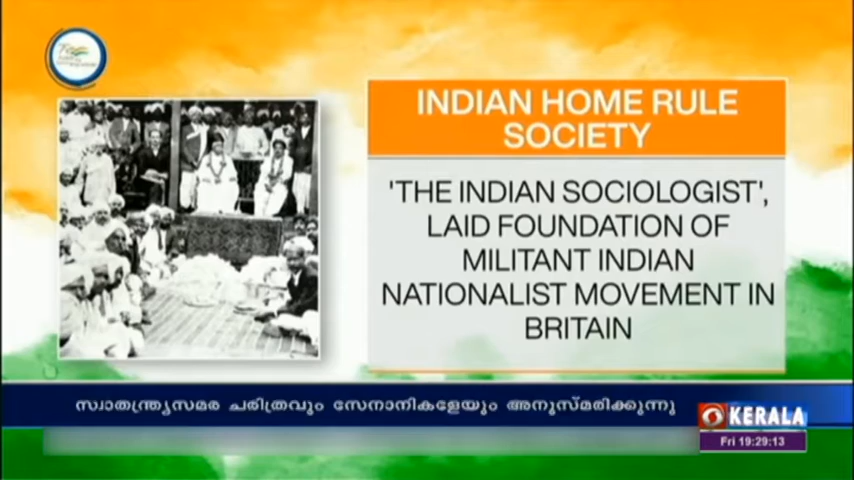 INDIAN HOME RULE
SOCIETY
'THE INDIAN SOCIOLOGIST',
LAID FOUNDATION OF
MILITANT INDIAN
NATIONALIST MOVEMENT IN
BRITAIN
സ്വാതന്ത്ര്യസമര ചരിത്രവും സേനാനികളേയും അനുസ്മരിക്കുന്നു
KERALA
Fri 19:29:13